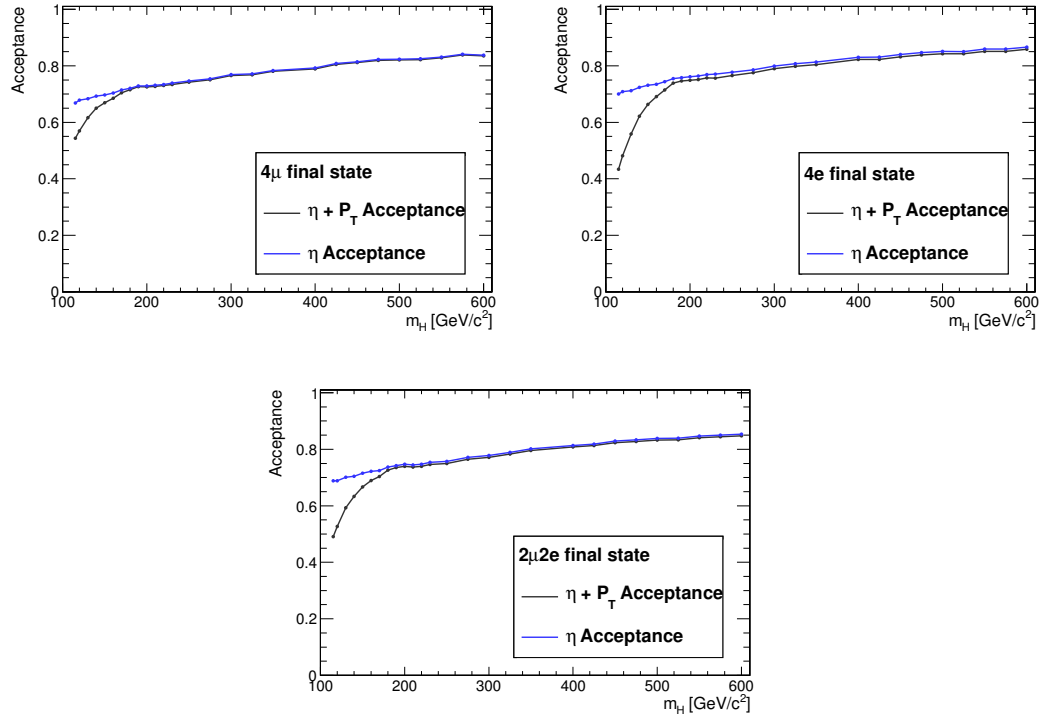 Acceptance
1
0.8
0.6
0.4
0.2
0
4μ final state
η + P_T Acceptance
η Acceptance
100 200 300 400 500 600
m_H [GeV/c²]
Acceptance
1
0.8
0.6
0.4
0.2
0
4e final state
η + P_T Acceptance
η Acceptance
100 200 300 400 500 600
m_H [GeV/c²]
Acceptance
1
0.8
0.6
0.4
0.2
0
2μ2e final state
η + P_T Acceptance
η Acceptance
100 200 300 400 500 600
m_H [GeV/c²]